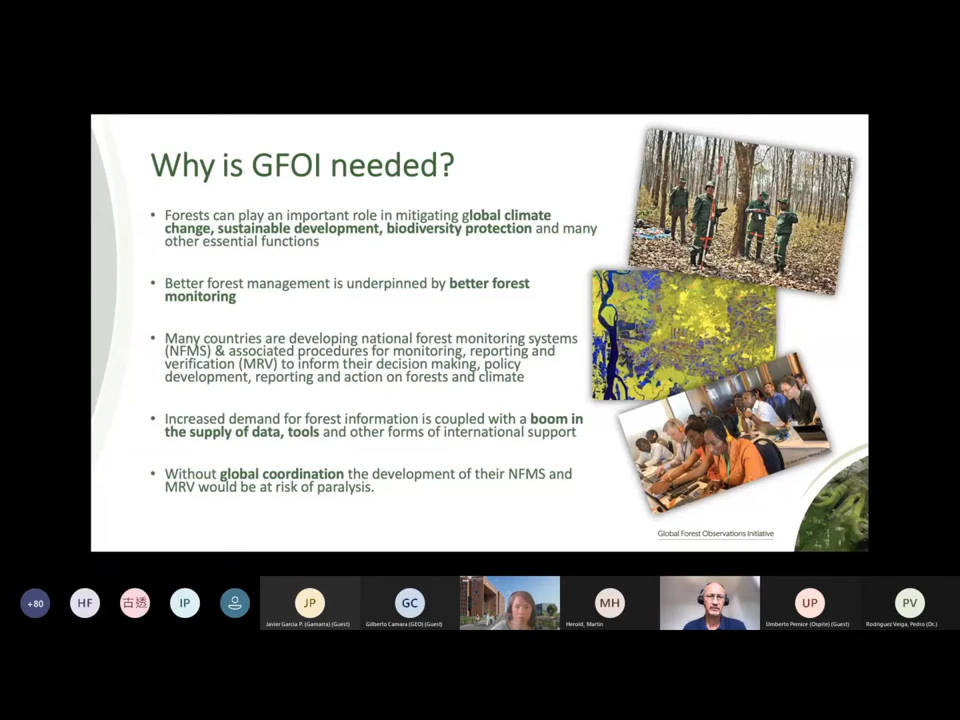 Why is GFOI needed?
• Forests can play an important role in mitigating global climate
change, sustainable development, biodiversity protection and many
other essential functions
• Better forest management is underpinned by better forest
monitoring
• Many countries are developing national forest monitoring systems
(NFMS) & associated procedures for monitoring, reporting and
verification (MRV) to inform their decision making, policy
development, reporting and action on forests and climate
• Increased demand for forest information is coupled with a boom in
the supply of data, tools and other forms of international support
• Without global coordination the development of their NFMS and
MRV would be at risk of paralysis.
Global Forest Observations Initiative
+80
HF
古透
IP
JP
GC
MH
UP
PV
Javier Garcia P. (Gamarra) (Guest)
Gilberto Camara (GEO) (Guest)
Herold, Martin
Umberto Pernice (Ospite) (Guest)
Rodriguez Veiga, Pedro (Dr.)